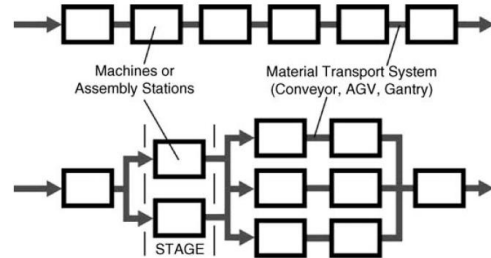 Machines or
Assembly Stations
Material Transport System
(Conveyor, AGV, Gantry)
STAGE